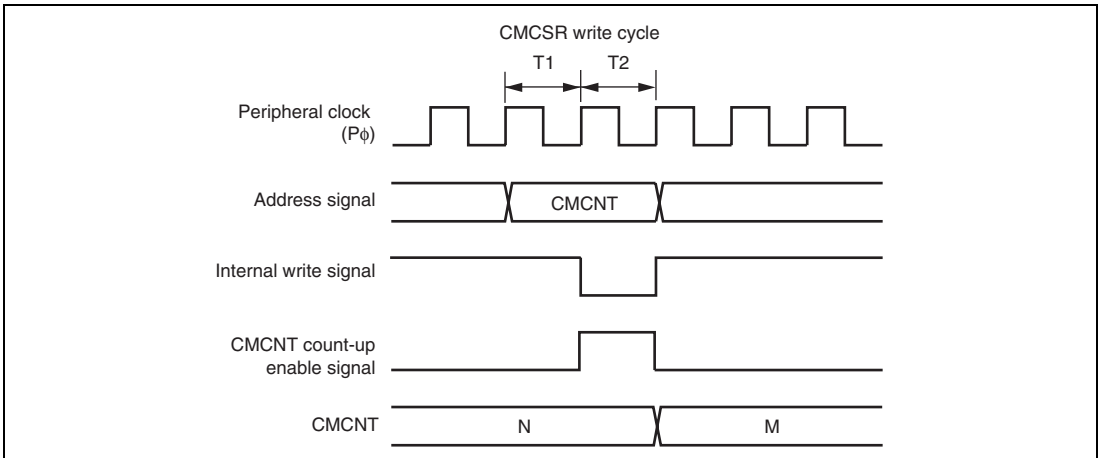 CMCSR write cycle
T1 T2
Peripheral clock
(Pϕ)
Address signal CMCNT
Internal write signal
CMCNT count-up
enable signal
CMCNT N M